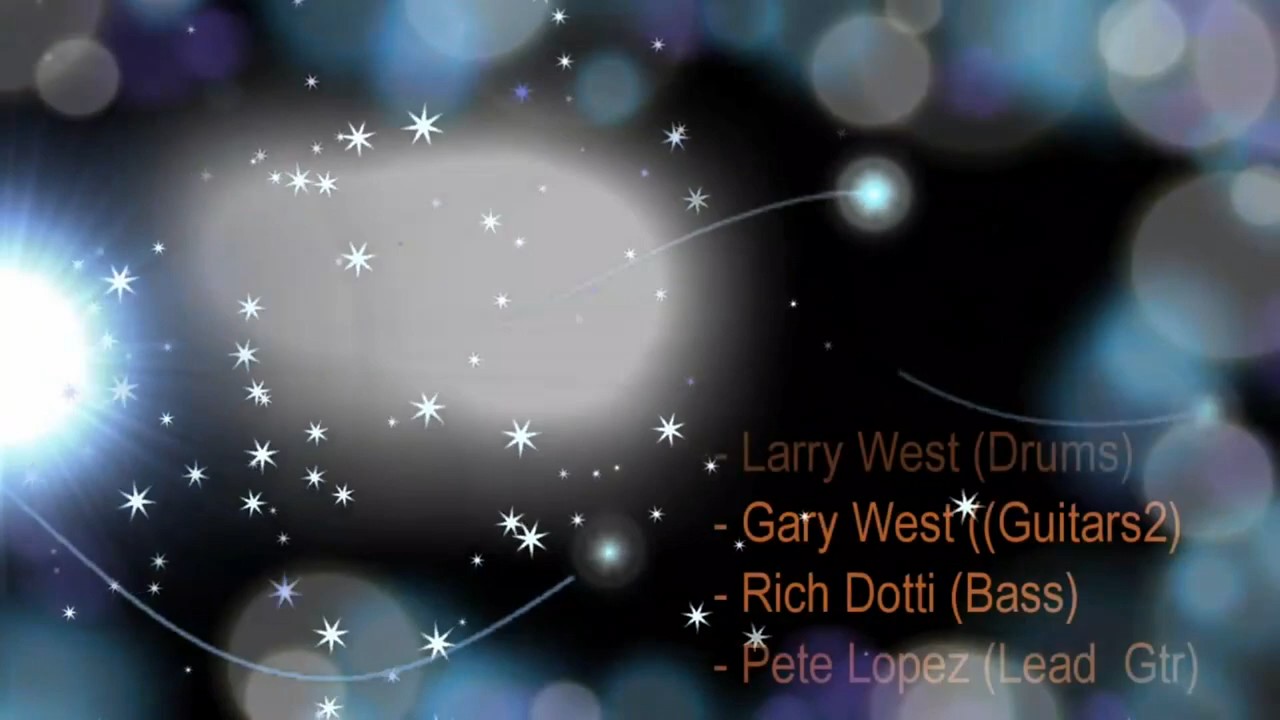 - Larry West (Drums)
- Gary West ((Guitars2)
- Rich Dotti (Bass)
- Pete Lopez (Lead  Gtr)